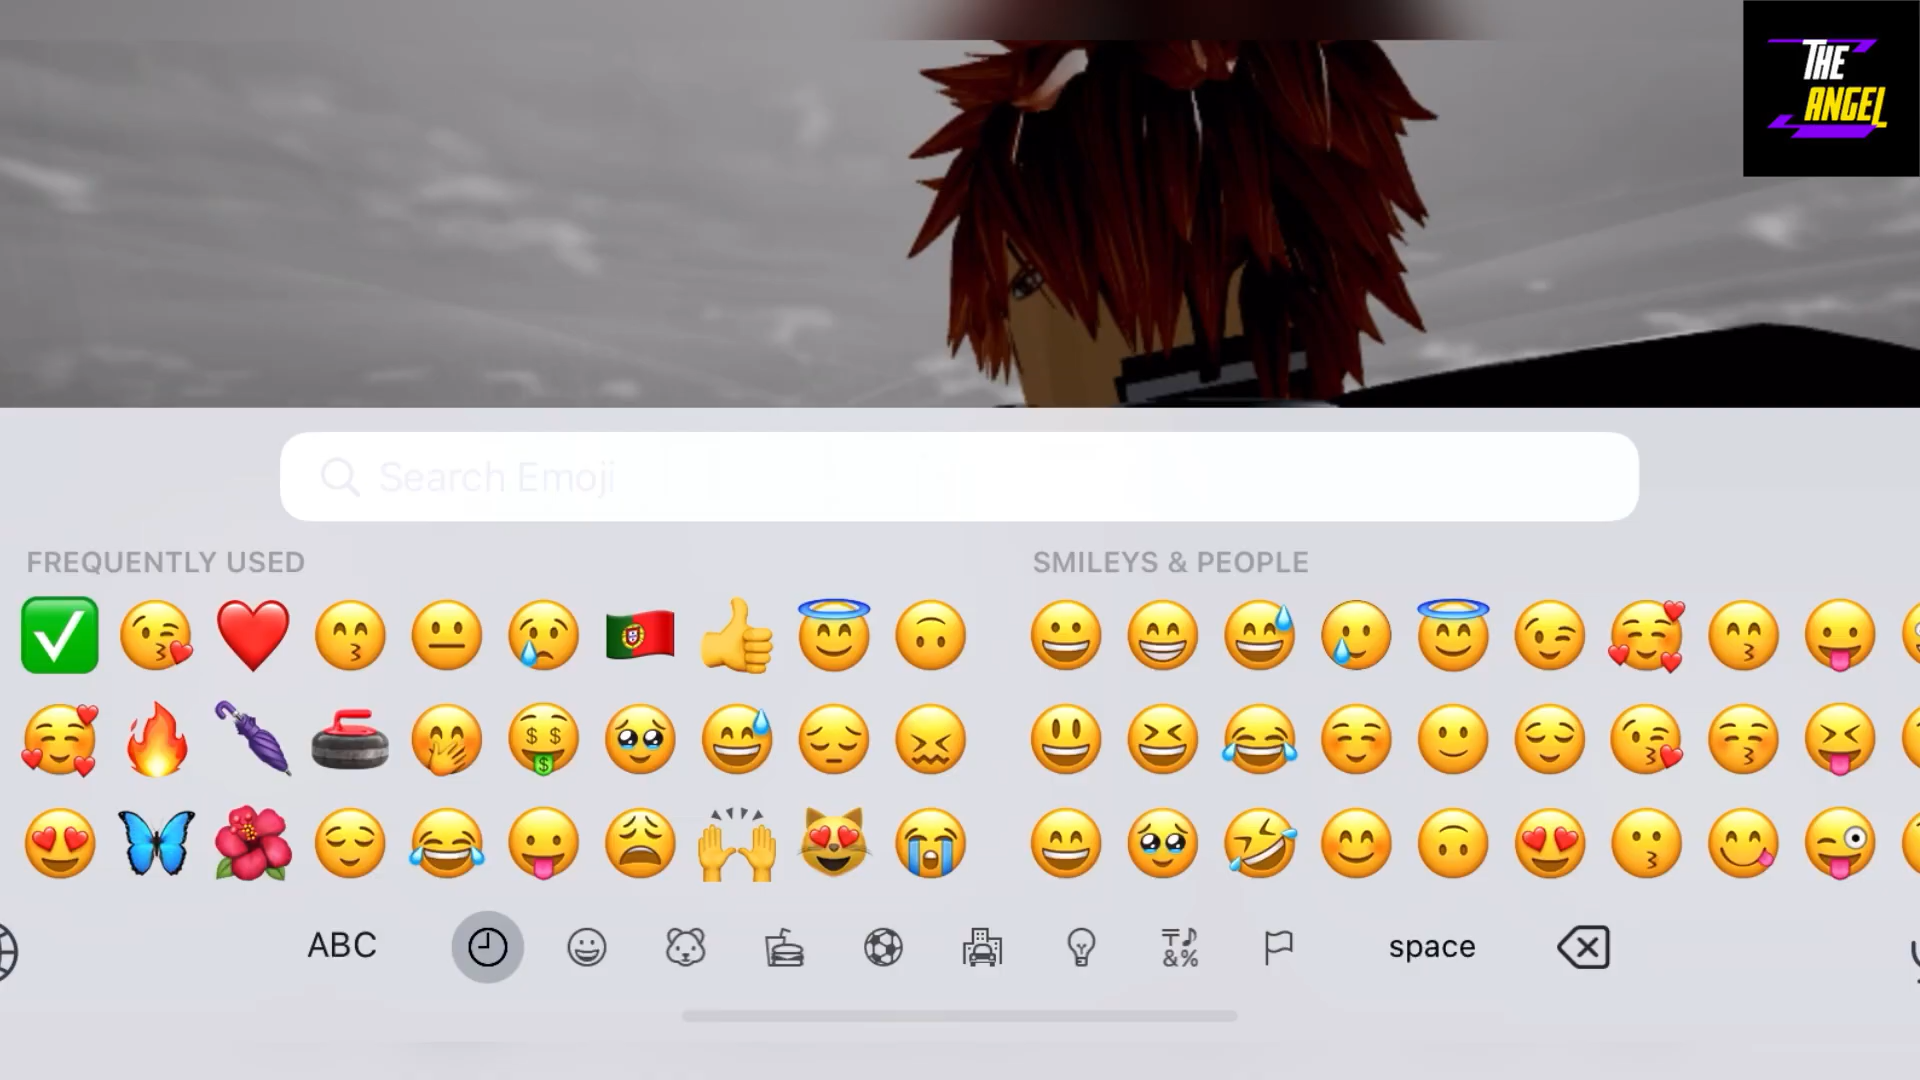 THE
ANGEL
Search Emoji
FREQUENTLY USED
SMILEYS & PEOPLE
ABC
&%
space